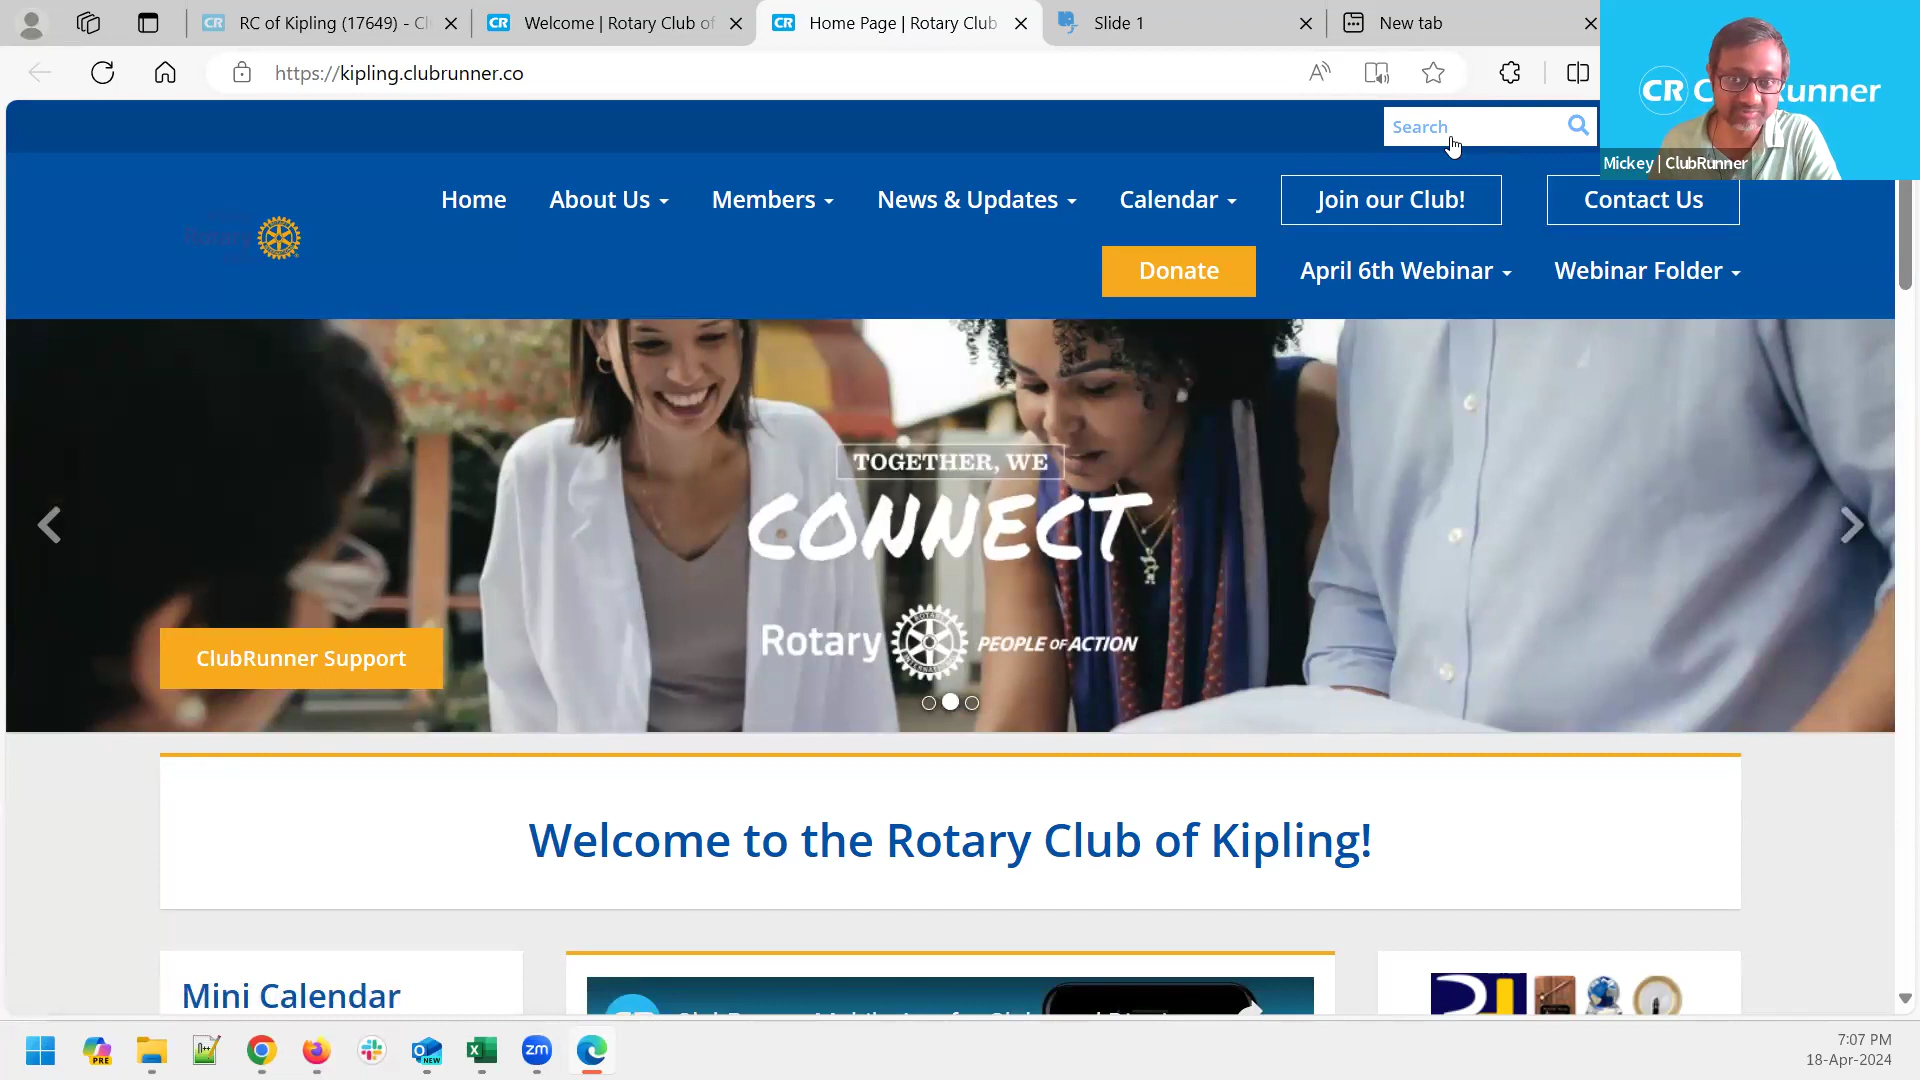 RC of Kipling (17649) - Cl
Welcome | Rotary Club of
Home Page | Rotary Club
Slide 1
New tab
https://kipling.clubrunner.co
Search
Mickey | ClubRunner
Home
About Us
Members
News & Updates
Calendar
Join our Club!
Contact Us
Rotary
Donate
April 6th Webinar
Webinar Folder
TOGETHER, WE
CONNECT
Rotary
PEOPLE OF ACTION
ClubRunner Support
Welcome to the Rotary Club of Kipling!
Mini Calendar
7:07 PM
18-Apr-2024